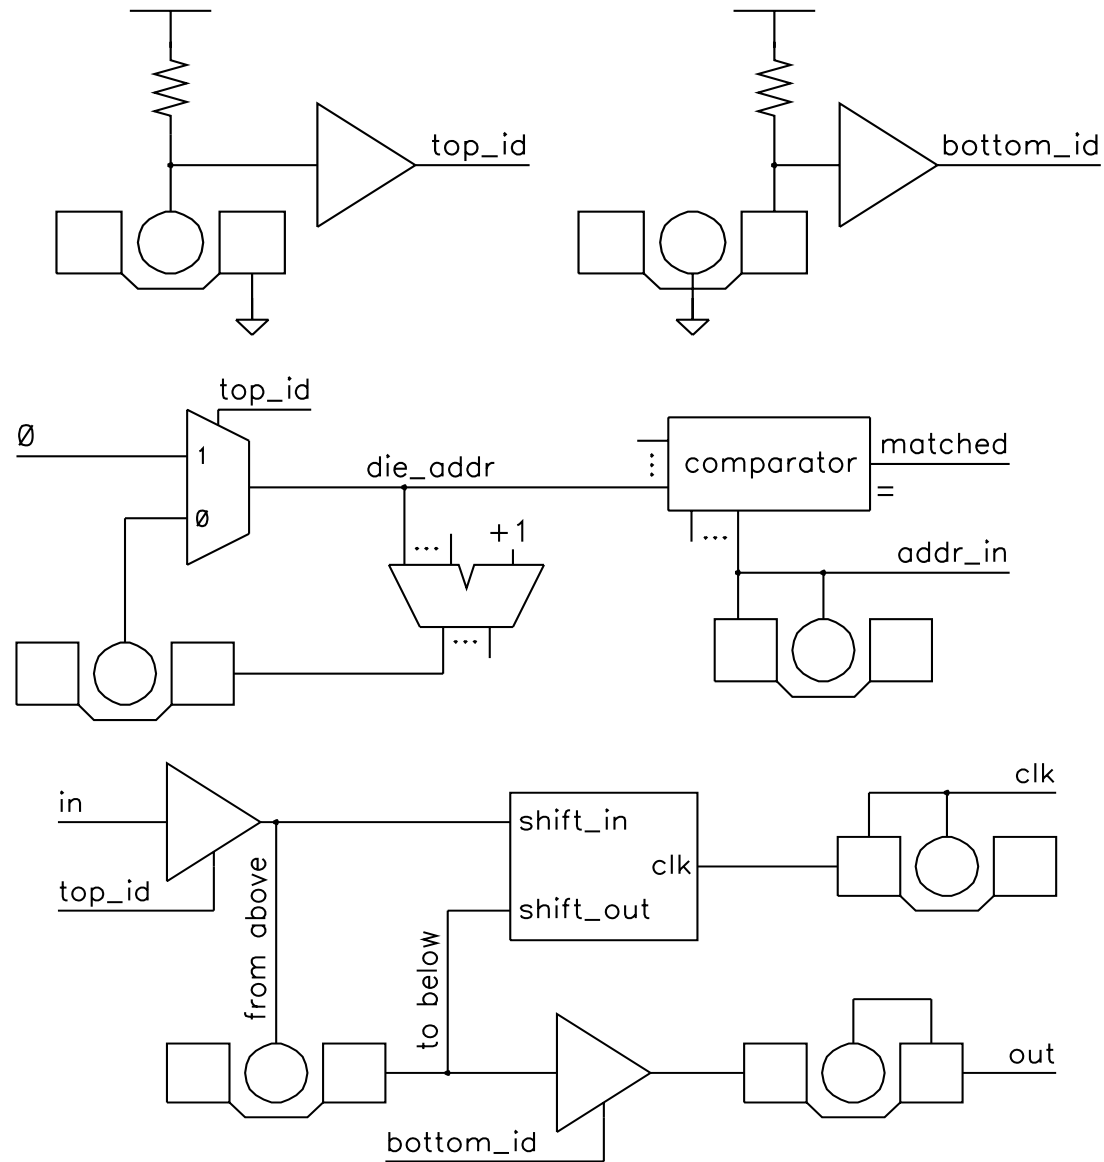 top_id
bottom_id
top_id
Ø
1
die_addr
comparator
matched
=
Ø
... +1
...
addr_in
...
in
shift_in
clk
top_id
from above
clk
shift_out
to below
out
bottom_id